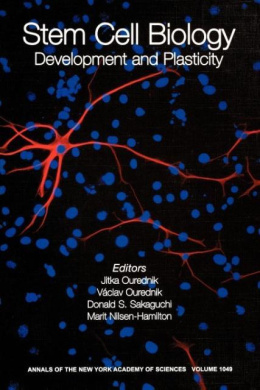 Stem Cell Biology
Development and Plasticity
Editors
Jitka Ourednik
Václav Ourednik
Donald S. Sakaguchi
Marit Nilsen-Hamilton
ANNALS OF THE NEW YORK ACADEMY OF SCIENCES VOLUME 1049